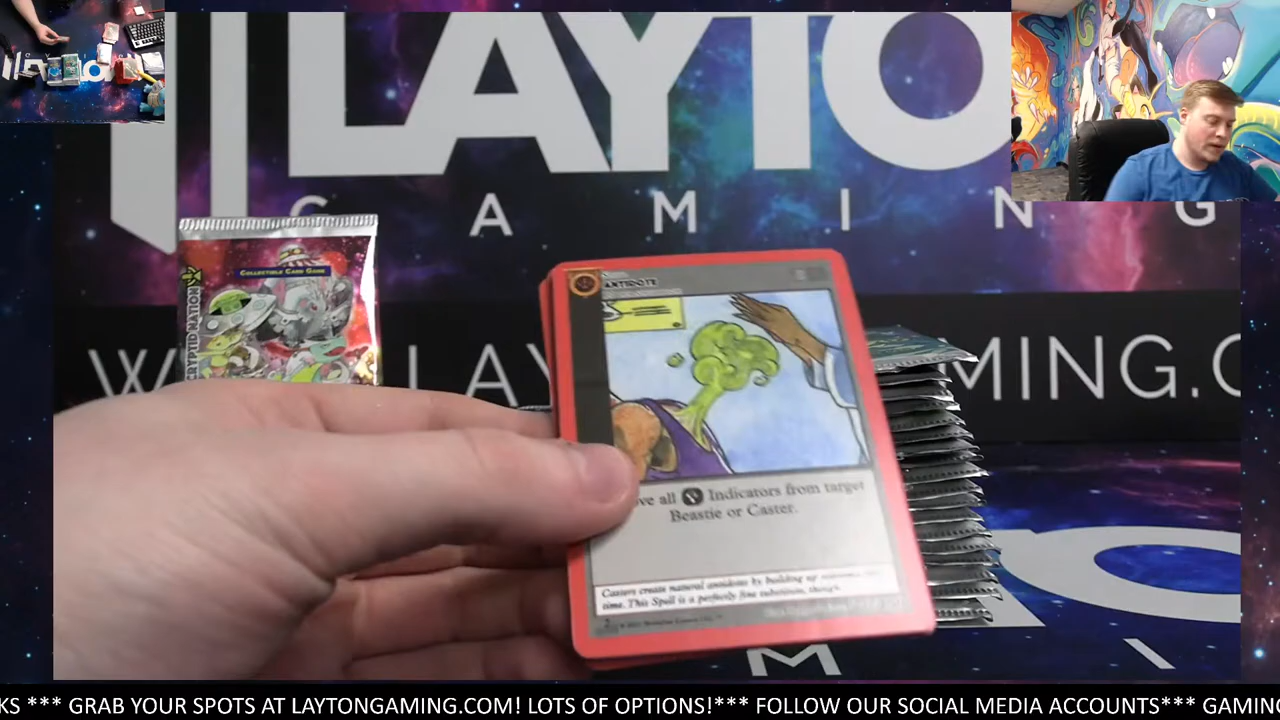 LAYTO
GAMING
COLLECTIBLE CARD GAME
CRYPTID NATION
ANTIDOTE
ove all Indicators from target
Beastie or Caster.
Casters create natural antidotes by building up
time. This Spell is a perfectly fine substitute, though.
KS *** GRAB YOUR SPOTS AT LAYTONGAMING.COM! LOTS OF OPTIONS!*** FOLLOW OUR SOCIAL MEDIA ACCOUNTS*** GAMING